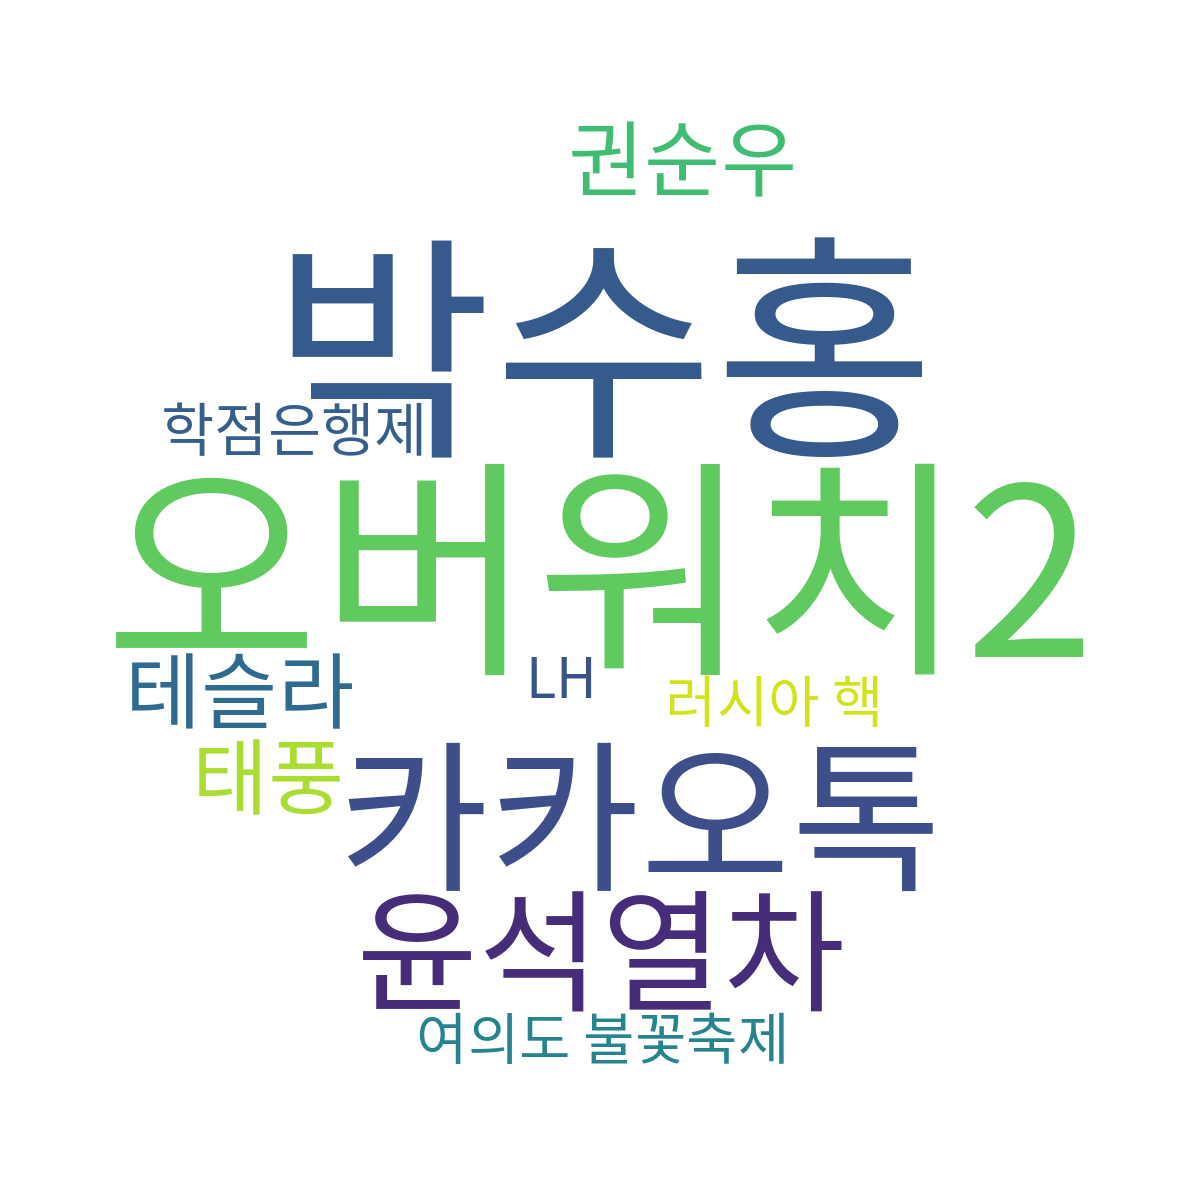 권순우
박수홍
학점은행제
오버워치2
테슬라
LH
러시아 핵
태풍
카카오톡
윤석열차
여의도 불꽃축제